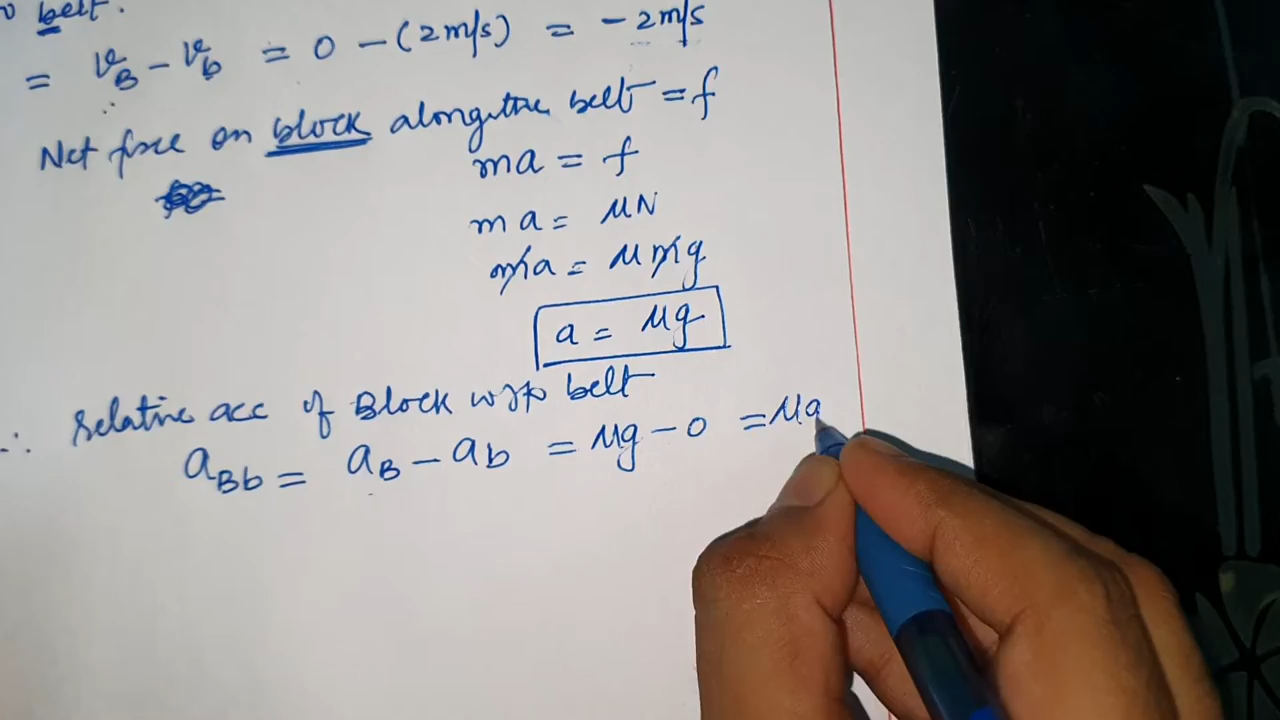 belt.
= vB - vb = 0 - (2m/s) = -2m/s
Net force on block along the belt = f
ma = f
ma = μN
ma = μmg
a = μg
∴ relative acc of Block w.r.to belt
aBb = aB - ab = μg - 0 = μg